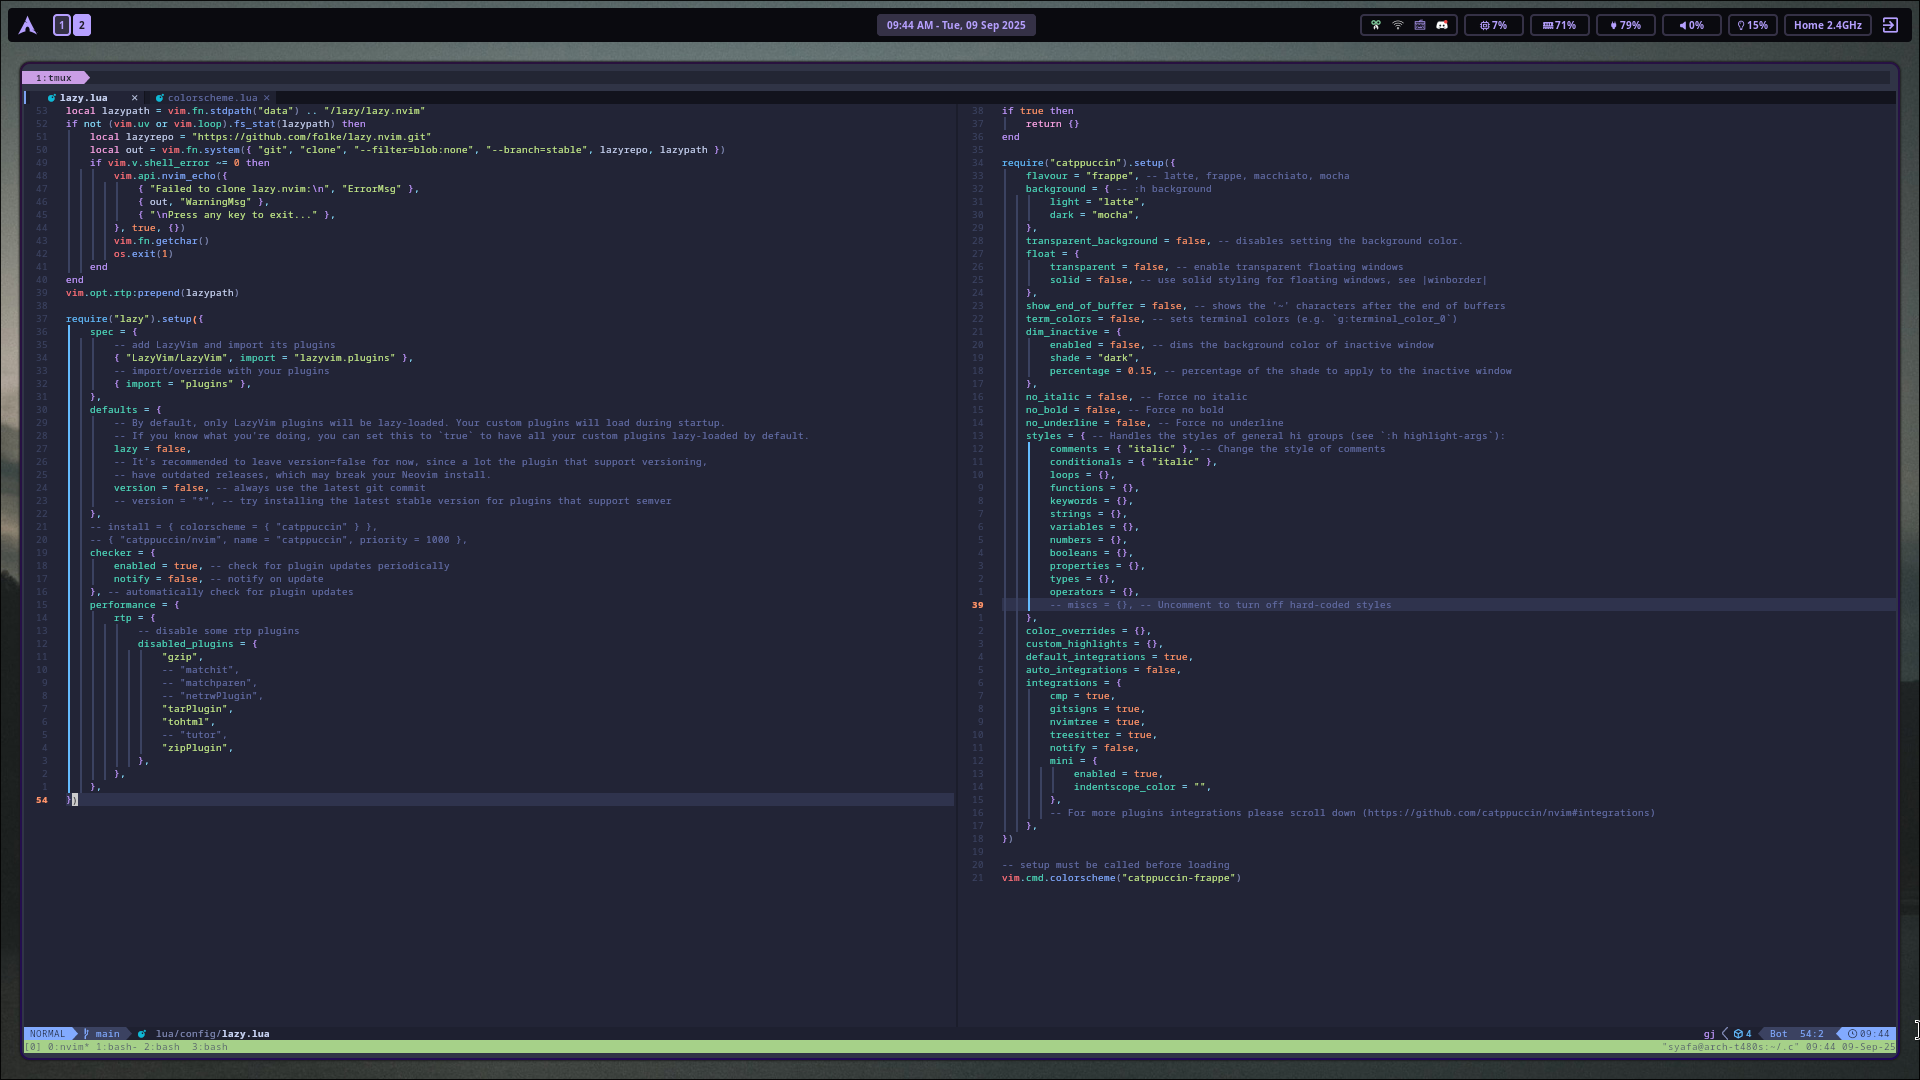 1 2
09:44 AM - Tue, 09 Sep 2025
7% 71% 79% 0% 15% Home 2.4GHz
1:tmux
lazy.lua × colorscheme.lua ×
53 local lazypath = vim.fn.stdpath("data") .. "/lazy/lazy.nvim"
52 if not (vim.uv or vim.loop).fs_stat(lazypath) then
51 local lazyrepo = "https://github.com/folke/lazy.nvim.git"
50 local out = vim.fn.system({ "git", "clone", "--filter=blob:none", "--branch=stable", lazyrepo, lazypath })
49 if vim.v.shell_error ~= 0 then
48 vim.api.nvim_echo({
47 { "Failed to clone lazy.nvim:\n", "ErrorMsg" },
46 { out, "WarningMsg" },
45 { "\nPress any key to exit..." },
44 }, true, {})
43 vim.fn.getchar()
42 os.exit(1)
41 end
40 end
39 vim.opt.rtp:prepend(lazypath)
38
37 require("lazy").setup({
36 spec = {
35 -- add LazyVim and import its plugins
34 { "LazyVim/LazyVim", import = "lazyvim.plugins" },
33 -- import/override with your plugins
32 { import = "plugins" },
31 },
30 defaults = {
29 -- By default, only LazyVim plugins will be lazy-loaded. Your custom plugins will load during startup.
28 -- If you know what you're doing, you can set this to `true` to have all your custom plugins lazy-loaded by default.
27 lazy = false,
26 -- It's recommended to leave version=false for now, since a lot the plugin that support versioning,
25 -- have outdated releases, which may break your Neovim install.
24 version = false, -- always use the latest git commit
23 -- version = "*", -- try installing the latest stable version for plugins that support semver
22 },
21 -- install = { colorscheme = { "catppuccin" } },
20 -- { "catppuccin/nvim", name = "catppuccin", priority = 1000 },
19 checker = {
18 enabled = true, -- check for plugin updates periodically
17 notify = false, -- notify on update
16 }, -- automatically check for plugin updates
15 performance = {
14 rtp = {
13 -- disable some rtp plugins
12 disabled_plugins = {
11 "gzip",
10 -- "matchit",
9 -- "matchparen",
8 -- "netrwPlugin",
7 "tarPlugin",
6 "tohtml",
5 -- "tutor",
4 "zipPlugin",
3 },
2 },
1 },
54 })
38 if true then
37 return {}
36 end
35
34 require("catppuccin").setup({
33 flavour = "frappe", -- latte, frappe, macchiato, mocha
32 background = { -- :h background
31 light = "latte",
30 dark = "mocha",
29 },
28 transparent_background = false, -- disables setting the background color.
27 float = {
26 transparent = false, -- enable transparent floating windows
25 solid = false, -- use solid styling for floating windows, see |winborder|
24 },
23 show_end_of_buffer = false, -- shows the '~' characters after the end of buffers
22 term_colors = false, -- sets terminal colors (e.g. `g:terminal_color_0`)
21 dim_inactive = {
20 enabled = false, -- dims the background color of inactive window
19 shade = "dark",
18 percentage = 0.15, -- percentage of the shade to apply to the inactive window
17 },
16 no_italic = false, -- Force no italic
15 no_bold = false, -- Force no bold
14 no_underline = false, -- Force no underline
13 styles = { -- Handles the styles of general hi groups (see `:h highlight-args`):
12 comments = { "italic" }, -- Change the style of comments
11 conditionals = { "italic" },
10 loops = {},
9 functions = {},
8 keywords = {},
7 strings = {},
6 variables = {},
5 numbers = {},
4 booleans = {},
3 properties = {},
2 types = {},
1 operators = {},
39 -- miscs = {}, -- Uncomment to turn off hard-coded styles
1 },
2 color_overrides = {},
3 custom_highlights = {},
4 default_integrations = true,
5 auto_integrations = false,
6 integrations = {
7 cmp = true,
8 gitsigns = true,
9 nvimtree = true,
10 treesitter = true,
11 notify = false,
12 mini = {
13 enabled = true,
14 indentscope_color = "",
15 },
16 -- For more plugins integrations please scroll down (https://github.com/catppuccin/nvim#integrations)
17 },
18 })
19
20 -- setup must be called before loading
21 vim.cmd.colorscheme("catppuccin-frappe")
NORMAL main lua/config/lazy.lua gj 4 Bot 54:2 09:44
[0] 0:nvim* 1:bash- 2:bash 3:bash "syafa@arch-t480s:~/.c" 09:44 09-Sep-25